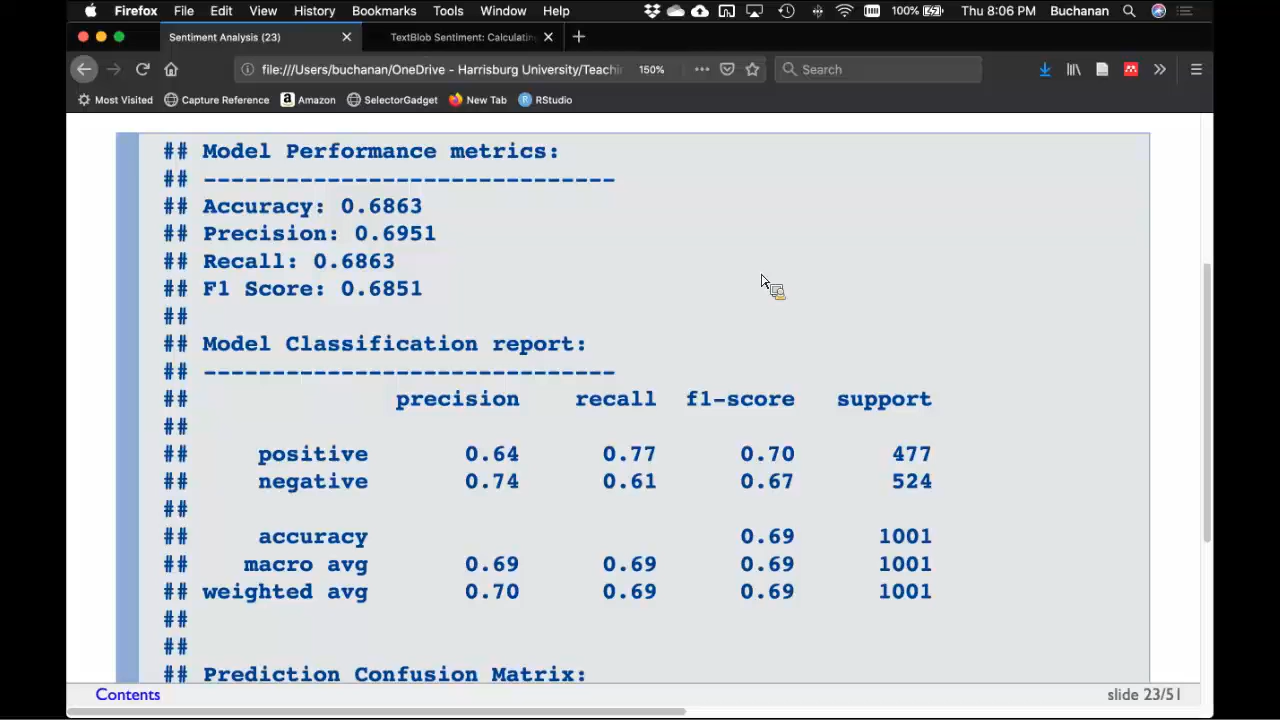 Firefox File Edit View History Bookmarks Tools Window Help 100% Thu 8:06 PM Buchanan
Sentiment Analysis (23) TextBlob Sentiment: Calculatin
file:///Users/buchanan/OneDrive - Harrisburg University/Teachin 150% Search
Most Visited Capture Reference Amazon SelectorGadget New Tab RStudio
## Model Performance metrics:
## ------------------------------
## Accuracy: 0.6863
## Precision: 0.6951
## Recall: 0.6863
## F1 Score: 0.6851
##
## Model Classification report:
## ------------------------------
## precision recall f1-score support
##
## positive 0.64 0.77 0.70 477
## negative 0.74 0.61 0.67 524
##
## accuracy 0.69 1001
## macro avg 0.69 0.69 0.69 1001
## weighted avg 0.70 0.69 0.69 1001
##
##
## Prediction Confusion Matrix:
Contents slide 23/51